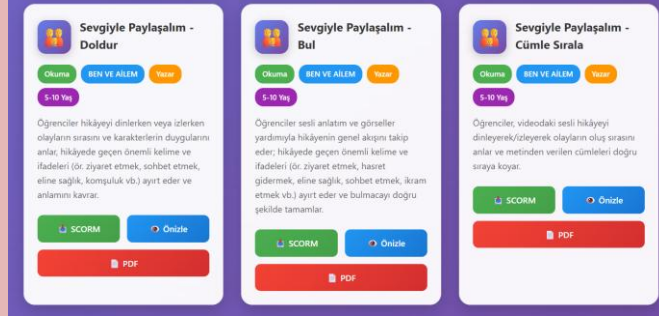 Sevgiyle Paylaşalım -
Doldur
Okuma
BEN VE AİLEM
Yazar
5-10 Yaş
Öğrenciler hikâyeyi dinlerken veya izlerken
olayların sırasını ve karakterlerin duygularını
anlar, hikâyede geçen önemli kelime ve
ifadeleri (ör. ziyaret etmek, sohbet etmek,
eline sağlık, komşuluk vb.) ayırt eder ve
anlamını kavrar.
SCORM
Önizle
PDF
Sevgiyle Paylaşalım -
Bul
Okuma
BEN VE AİLEM
Yazar
5-10 Yaş
Öğrenciler sesli anlatım ve görseller
yardımıyla hikâyenin genel akışını takip
eder; hikâyede geçen önemli kelime ve
ifadeleri (ör. ziyaret etmek, hasret
gidermek, eline sağlık, sohbet etmek, ikram
etmek vb.) ayırt eder ve bulmacayı doğru
şekilde tamamlar.
SCORM
Önizle
PDF
Sevgiyle Paylaşalım -
Cümle Sırala
Okuma
BEN VE AİLEM
Yazar
5-10 Yaş
Öğrenciler, videodaki sesli hikâyeyi
dinleyerek/izleyerek olayların oluş sırasını
anlar ve metinden verilen cümleleri doğru
sıraya koyar.
SCORM
Önizle
PDF